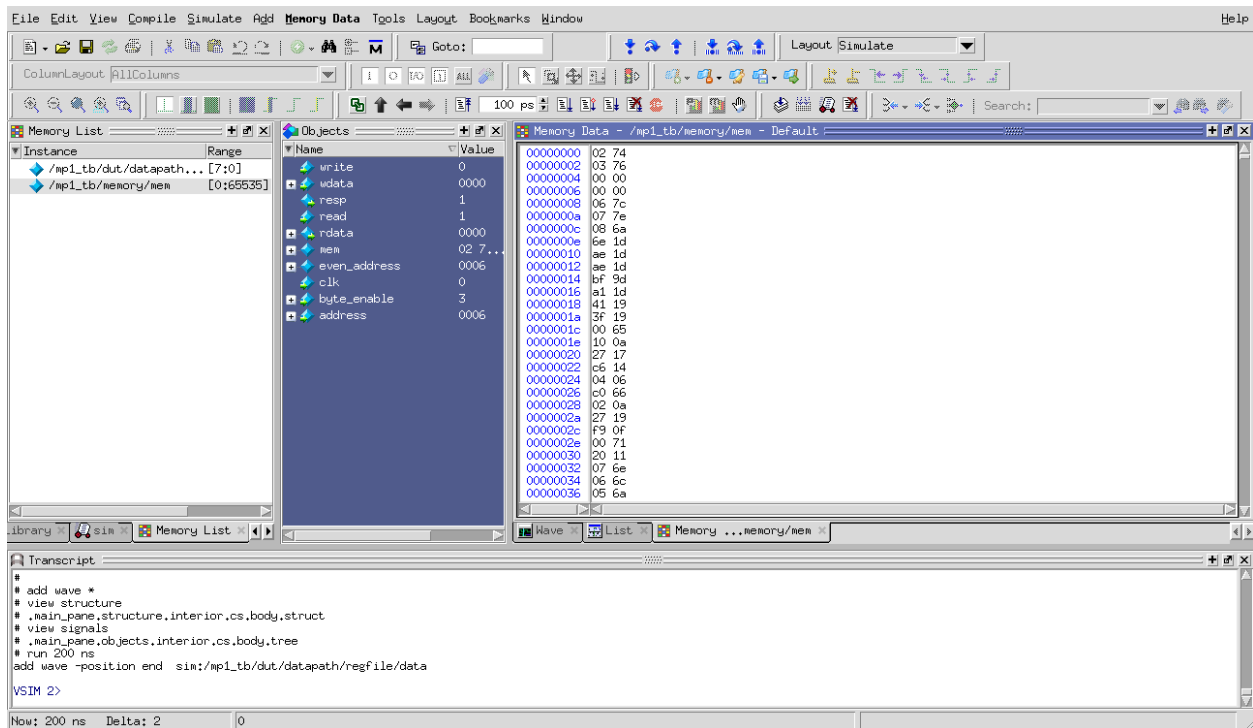 File Edit View Compile Simulate Add Memory Data Tools Layout Bookmarks Window Help
Goto: Layout Simulate
ColumnLayout AllColumns I/O ALL
100 ps Search:
Memory List
Instance Range
/mp1_tb/dut/datapath... [7:0]
/mp1_tb/memory/mem [0:65535]
Objects
Name Value
write 0
wdata 0000
resp 1
read 1
rdata 0000
mem 02 7...
even_address 0006
clk 0
byte_enable 3
address 0006
Memory Data - /mp1_tb/memory/mem - Default
00000000 02 74
00000002 03 76
00000004 00 00
00000006 00 00
00000008 06 7c
0000000a 07 7e
0000000c 08 6a
0000000e 6e 1d
00000010 ae 1d
00000012 ae 1d
00000014 bf 9d
00000016 a1 1d
00000018 41 19
0000001a 3f 19
0000001c 00 65
0000001e 10 0a
00000020 27 17
00000022 c6 14
00000024 04 06
00000026 c0 66
00000028 02 0a
0000002a 27 19
0000002c f9 0f
0000002e 00 71
00000030 20 11
00000032 07 6e
00000034 06 6c
00000036 05 6a
ibrary sim Memory List
Wave List Memory ...memory/mem
Transcript
#
# add wave *
# view structure
# .main_pane.structure.interior.cs.body.struct
# view signals
# .main_pane.objects.interior.cs.body.tree
# run 200 ns
add wave -position end  sim:/mp1_tb/dut/datapath/regfile/data
VSIM 2>
Now: 200 ns Delta: 2 0